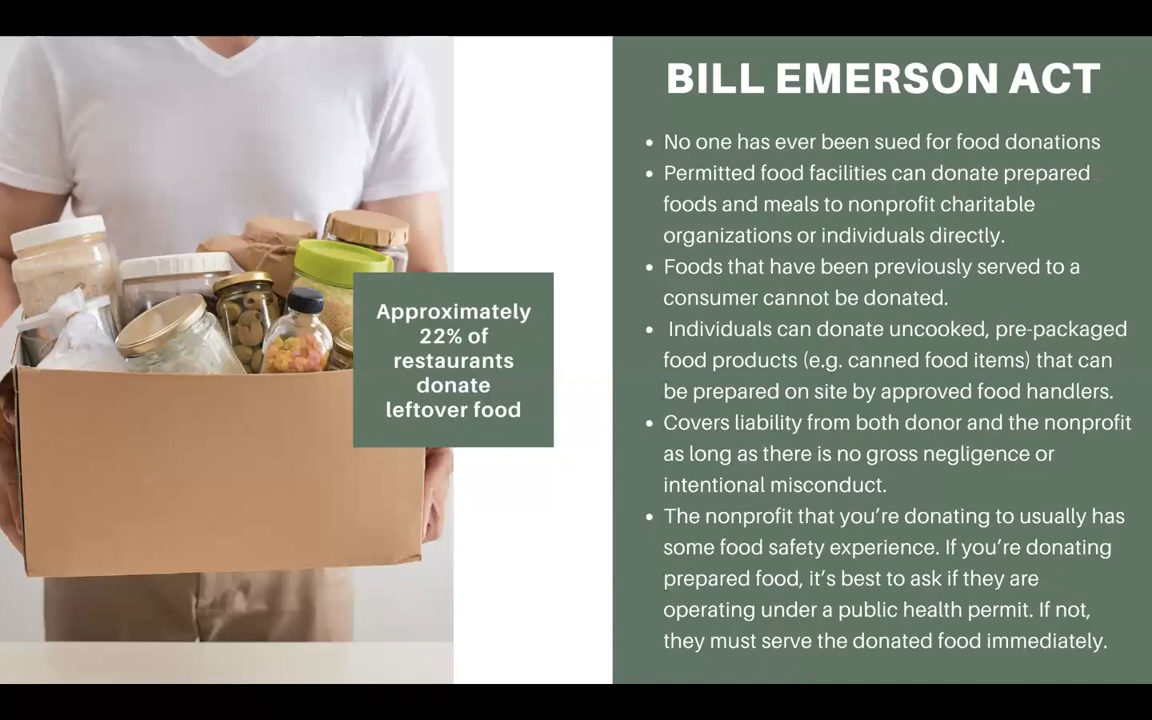 BILL EMERSON ACT
• No one has ever been sued for food donations
• Permitted food facilities can donate prepared
foods and meals to nonprofit charitable
organizations or individuals directly.
• Foods that have been previously served to a
consumer cannot be donated.
• Individuals can donate uncooked, pre-packaged
food products (e.g. canned food items) that can
be prepared on site by approved food handlers.
• Covers liability from both donor and the nonprofit
as long as there is no gross negligence or
intentional misconduct.
• The nonprofit that you’re donating to usually has
some food safety experience. If you’re donating
prepared food, it’s best to ask if they are
operating under a public health permit. If not,
they must serve the donated food immediately.
Approximately
22% of
restaurants
donate
leftover food